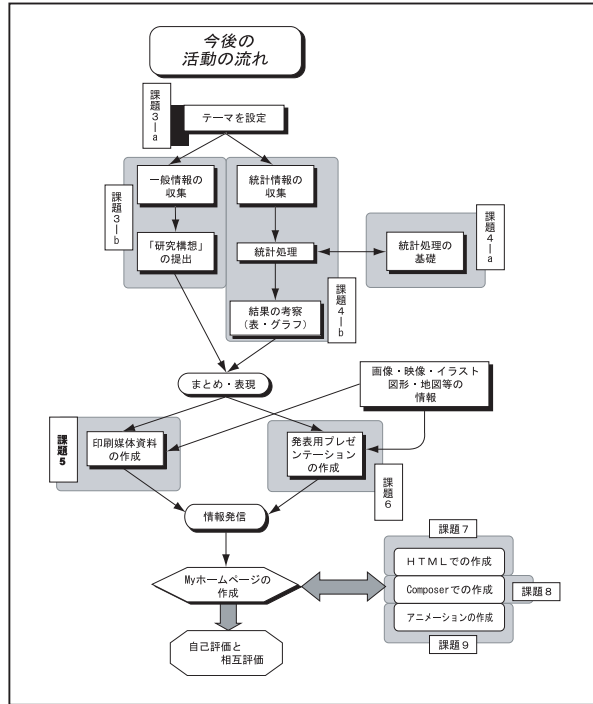 今後の
活動の流れ
課題3―a
テーマを設定
一般情報の
収集
統計情報の
収集
課題3―b
「研究構想」
の提出
統計処理
統計処理の
基礎
課題4―a
結果の考察
(表・グラフ)
課題4―b
まとめ・表現
画像・映像・イラスト
図形・地図等の
情報
課題5
印刷媒体資料
の作成
発表用プレゼ
ンテーション
の作成
課題6
情報発信
課題7
HTMLでの作成
Myホームページの
作成
Composerでの作成
課題8
アニメーションの作成
課題9
自己評価と
相互評価